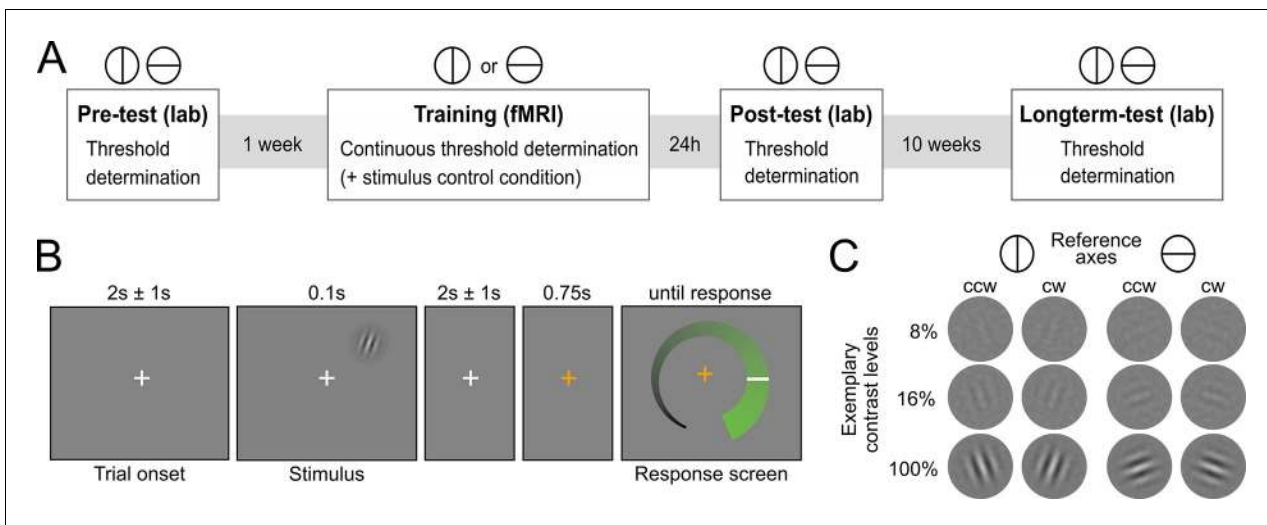 A
or
Pre-test (lab)
Threshold
determination
1 week
Training (fMRI)
Continuous threshold determination
(+ stimulus control condition)
24h
Post-test (lab)
Threshold
determination
10 weeks
Longterm-test (lab)
Threshold
determination
B
2s ± 1s
0.1s
2s ± 1s
0.75s
until response
Trial onset
Stimulus
Response screen
C
Reference
axes
ccw
cw
ccw
cw
Exemplary
contrast levels
8%
16%
100%